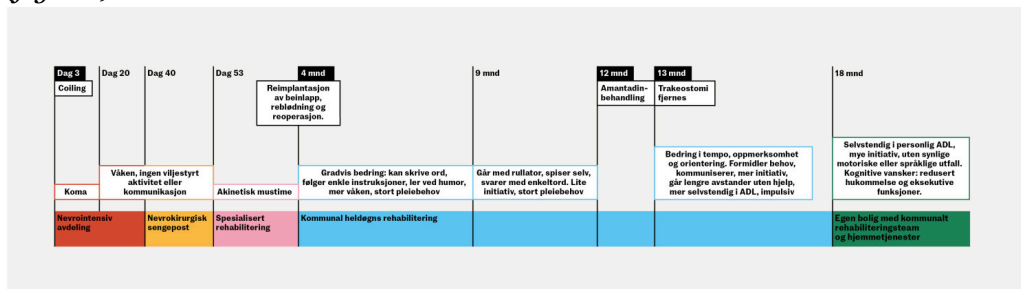 Dag 3
Dag 20
Dag 40
Dag 53
4 mnd
9 mnd
12 mnd
13 mnd
18 mnd
Coiling
Reimplantasjon
av beinlapp,
reblødning og
reoperasjon.
Amantadin-
behandling
Trakeostomi
fjernes
Koma
Våken, ingen viljestyrt
aktivitet eller
kommunikasjon
Akinetisk mustime
Gradvis bedring: kan skrive ord,
følger enkle instruksjoner, ler ved humor,
mer våken, stort pleiebehov
Går med rullator, spiser selv,
svarer med enkeltord. Lite
initiativ, stort pleiebehov
Bedring i tempo, oppmerksomhet
og orientering. Formidler behov,
kommuniserer, mer initiativ,
går lengre avstander uten hjelp,
mer selvstendig i ADL, impulsiv
Selvstendig i personlig ADL,
mye initiativ, uten synlige
motoriske eller språklige utfall.
Kognitive vansker: redusert
hukommelse og eksekutive
funksjoner.
Nevrointensiv
avdeling
Nevrokirurgisk
sengepost
Spesialisert
rehabilitering
Kommunal heldøgns rehabilitering
Egen bolig med kommunalt
rehabiliteringsteam
og hjemmetjenester